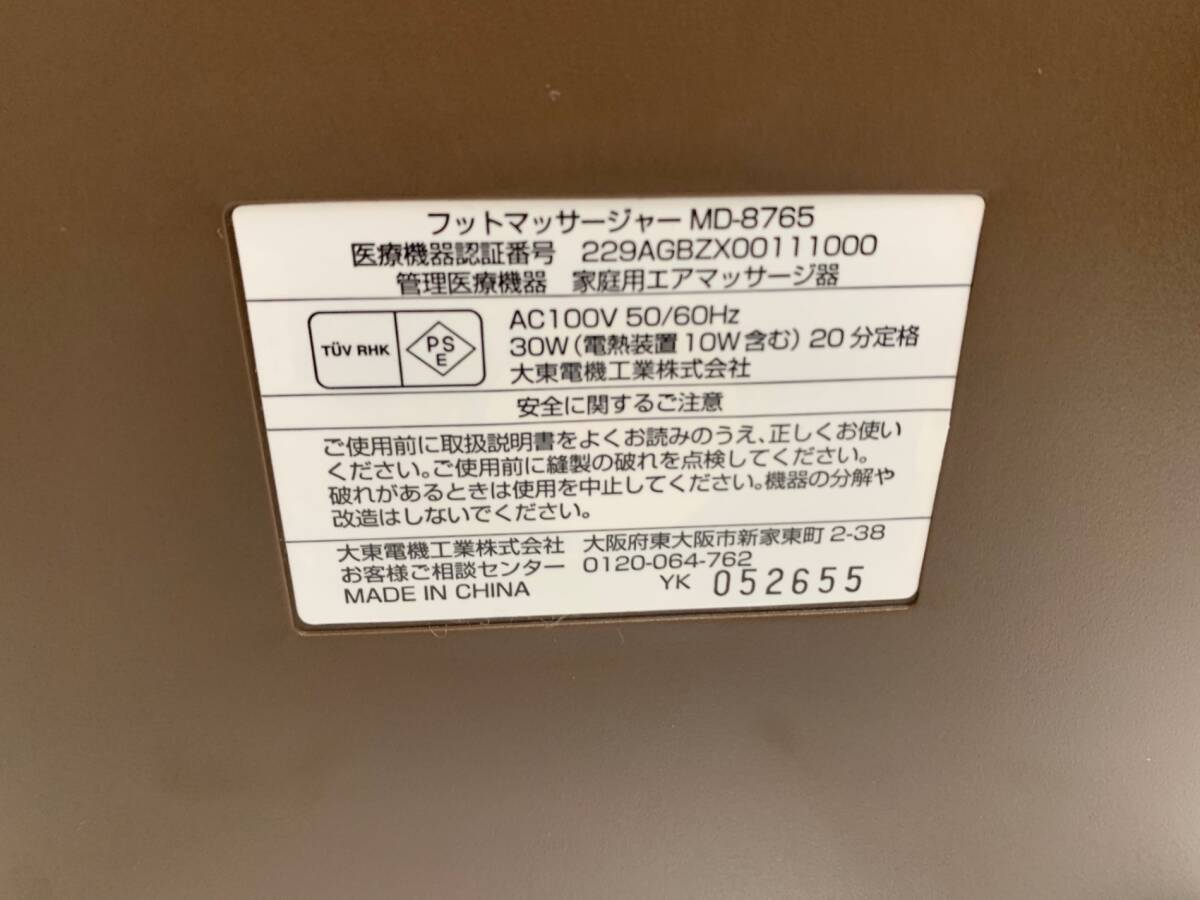 フットマッサージャー MD-8765
医療機器認証番号 229AGBZX00111000
管理医療機器 家庭用エアマッサージ器
TÜV RHK
PS
E
AC100V 50/60Hz
30W(電熱装置10W含む)20分定格
大東電機工業株式会社
安全に関するご注意
ご使用前に取扱説明書をよくお読みのうえ、正しくお使い
ください。ご使用前に縫製の破れを点検してください。
破れがあるときは使用を中止してください。機器の分解や
改造はしないでください。
大東電機工業株式会社 大阪府東大阪市新家東町 2-38
お客様ご相談センター 0120-064-762
MADE IN CHINA YK 052655